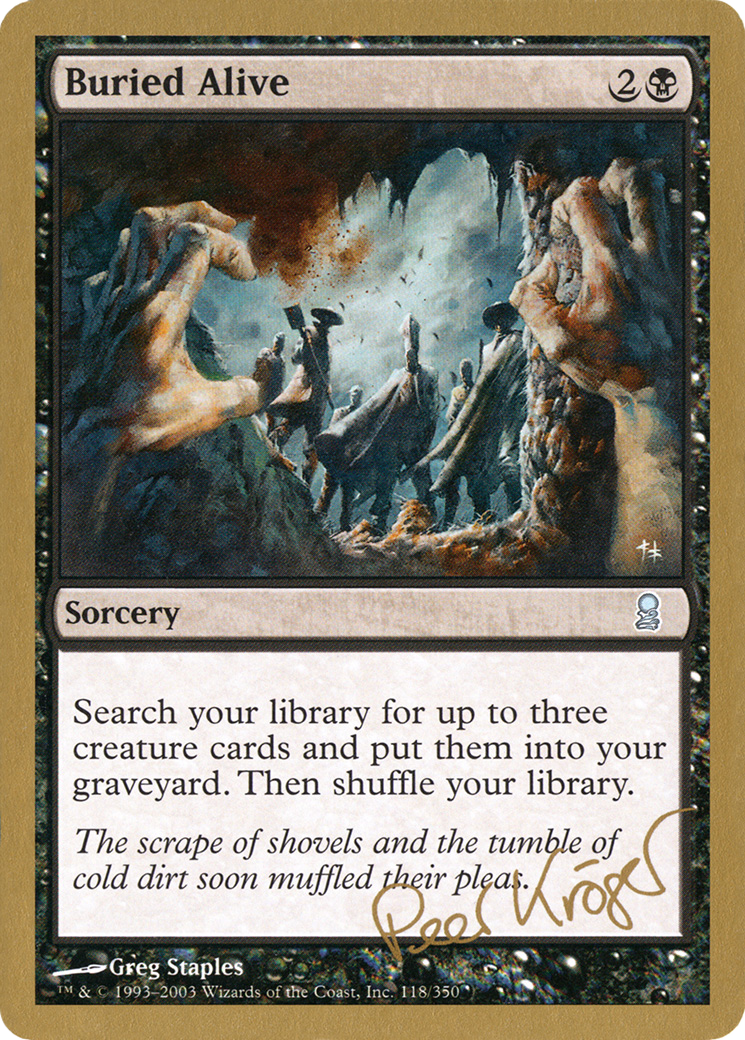 Buried Alive 2
Sorcery
Search your library for up to three
creature cards and put them into your
graveyard. Then shuffle your library.
The scrape of shovels and the tumble of
cold dirt soon muffled their pleas.
Peer Kröger
Greg Staples
™ & © 1993–2003 Wizards of the Coast, Inc. 118/350